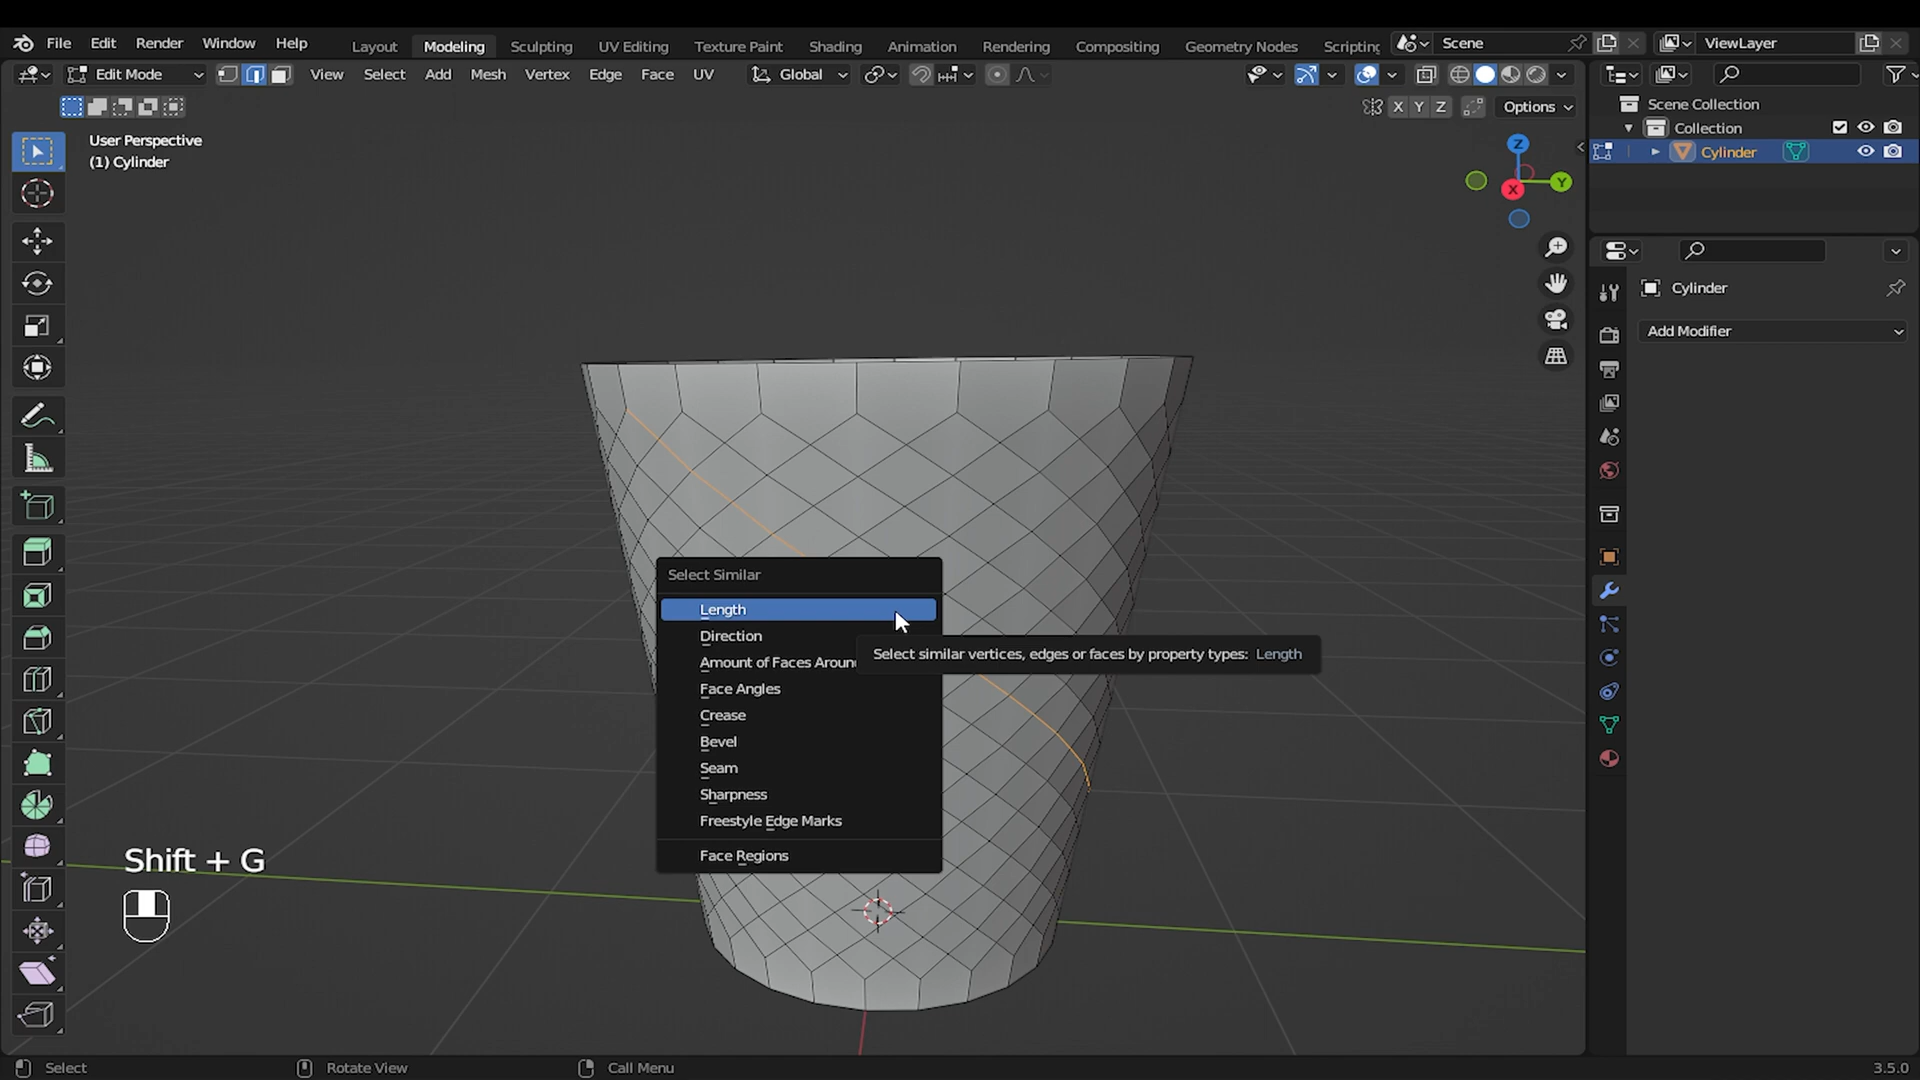 File Edit Render Window Help Layout Modeling Sculpting UV Editing Texture Paint Shading Animation Rendering Compositing Geometry Nodes Scripting Scene ViewLayer
Edit Mode View Select Add Mesh Vertex Edge Face UV Global
X Y Z Options
Scene Collection
Collection
Cylinder
User Perspective
(1) Cylinder
Z
Y
X
Cylinder
Add Modifier
Select Similar
Length
Direction
Select similar vertices, edges or faces by property types: Length
Amount of Faces Aroun
Face Angles
Crease
Bevel
Seam
Sharpness
Freestyle Edge Marks
Face Regions
Shift + G
Select Rotate View Call Menu 3.5.0